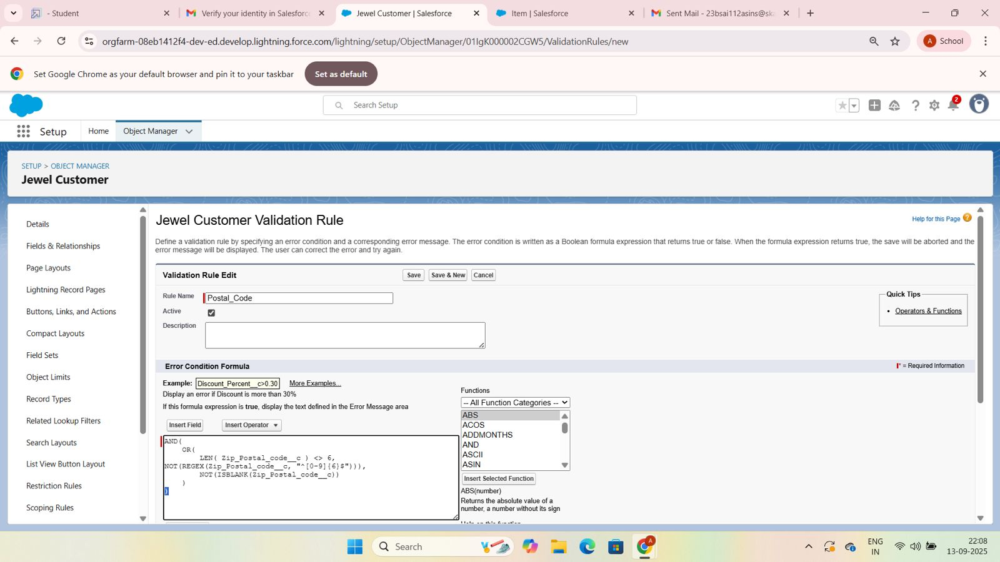 - Student
Verify your identity in Salesforce
Jewel Customer | Salesforce
Item | Salesforce
Sent Mail - 23bsai112asins@ska
orgfarm-08eb1412f4-dev-ed.develop.lightning.force.com/lightning/setup/ObjectManager/01IgK000002CGW5/ValidationRules/new
A School
Set Google Chrome as your default browser and pin it to your taskbar
Set as default
Search Setup
2
Setup
Home
Object Manager
SETUP > OBJECT MANAGER
Jewel Customer
Details
Fields & Relationships
Page Layouts
Lightning Record Pages
Buttons, Links, and Actions
Compact Layouts
Field Sets
Object Limits
Record Types
Related Lookup Filters
Search Layouts
List View Button Layout
Restriction Rules
Scoping Rules
Jewel Customer Validation Rule
Help for this Page
Define a validation rule by specifying an error condition and a corresponding error message. The error condition is written as a Boolean formula expression that returns true or false. When the formula expression returns true, the save will be aborted and the
error message will be displayed. The user can correct the error and try again.
Validation Rule Edit
Save
Save & New
Cancel
Rule Name
Postal_Code
Active
Description
Quick Tips
• Operators & Functions
Error Condition Formula
= Required Information
Example: Discount_Percent__c>0.30 More Examples...
Display an error if Discount is more than 30%
If this formula expression is true, display the text defined in the Error Message area
Insert Field
Insert Operator
AND(
OR(
LEN( Zip_Postal_code__c ) <> 6,
NOT(REGEX(Zip_Postal_code__c, "^[0-9]{6}$"))),
NOT(ISBLANK(Zip_Postal_code__c))
)
)
Functions
-- All Function Categories --
ABS
ACOS
ADDMONTHS
AND
ASCII
ASIN
Insert Selected Function
ABS(number)
Returns the absolute value of a
number, a number without its sign
Search
A
ENG
IN
22:08
13-09-2025